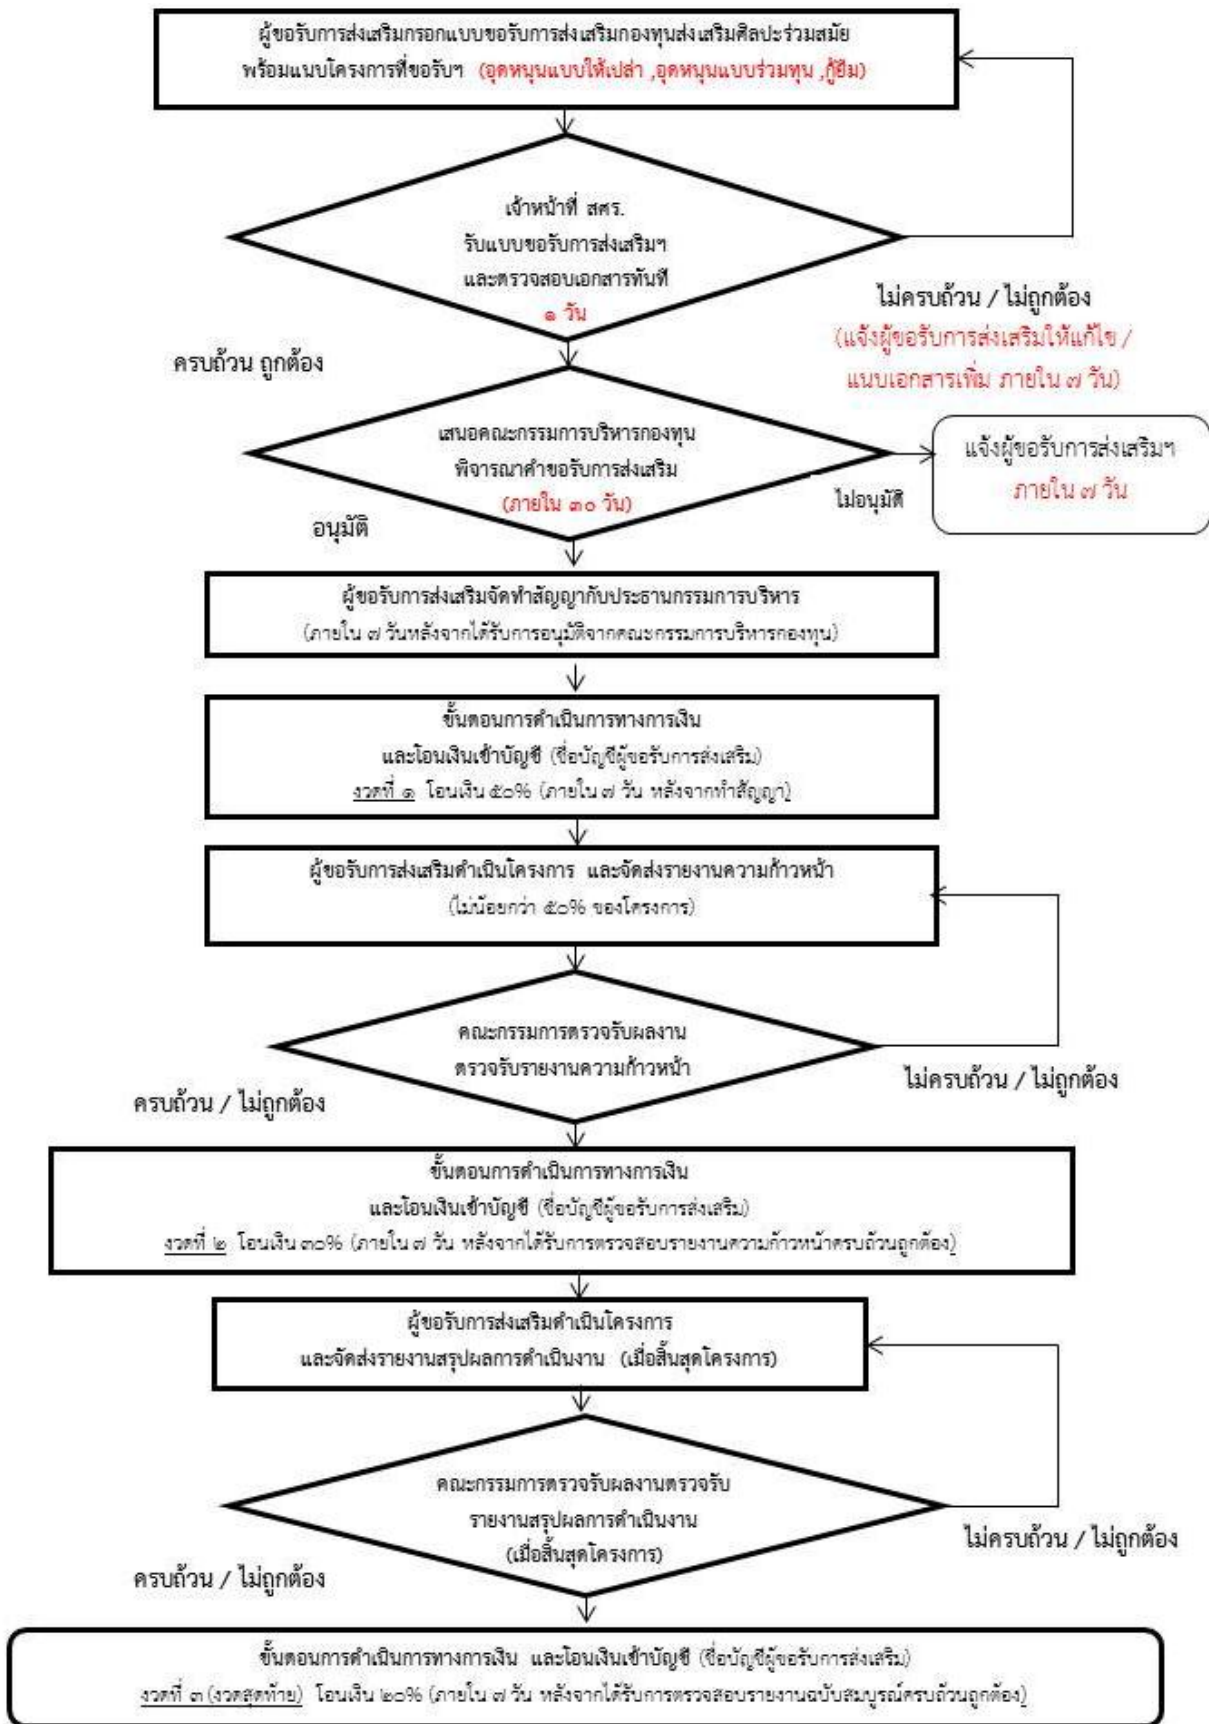 ผู้ขอรับการส่งเสริมกรอกแบบขอรับการส่งเสริมกองทุนส่งเสริมศิลปะร่วมสมัย
พร้อมแนบโครงการที่ขอรับฯ (อุดหนุนแบบให้เปล่า ,อุดหนุนแบบร่วมทุน ,กู้ยืม)
เจ้าหน้าที่ สศร.
รับแบบขอรับการส่งเสริมฯ
และตรวจสอบเอกสารทันที
๑ วัน
ไม่ครบถ้วน / ไม่ถูกต้อง
(แจ้งผู้ขอรับการส่งเสริมให้แก้ไข /
แนบเอกสารเพิ่ม ภายใน ๗ วัน)
ครบถ้วน ถูกต้อง
เสนอคณะกรรมการบริหารกองทุน
พิจารณาคำขอรับการส่งเสริม
(ภายใน ๓๐ วัน)
ไม่อนุมัติ
แจ้งผู้ขอรับการส่งเสริมฯ
ภายใน ๗ วัน
อนุมัติ
ผู้ขอรับการส่งเสริมจัดทำสัญญากับประธานกรรมการบริหาร
(ภายใน ๗ วันหลังจากได้รับการอนุมัติจากคณะกรรมการบริหารกองทุน)
ขั้นตอนการดำเนินการทางการเงิน
และโอนเงินเข้าบัญชี (ชื่อบัญชีผู้ขอรับการส่งเสริม)
งวดที่ ๑ โอนเงิน ๕๐% (ภายใน ๗ วัน หลังจากทำสัญญา)
ผู้ขอรับการส่งเสริมดำเนินโครงการ และจัดส่งรายงานความก้าวหน้า
(ไม่น้อยกว่า ๕๐% ของโครงการ)
คณะกรรมการตรวจรับผลงาน
ตรวจรับรายงานความก้าวหน้า
ไม่ครบถ้วน / ไม่ถูกต้อง
ครบถ้วน / ไม่ถูกต้อง
ขั้นตอนการดำเนินการทางการเงิน
และโอนเงินเข้าบัญชี (ชื่อบัญชีผู้ขอรับการส่งเสริม)
งวดที่ ๒ โอนเงิน ๓๐% (ภายใน ๗ วัน หลังจากได้รับการตรวจสอบรายงานความก้าวหน้าครบถ้วนถูกต้อง)
ผู้ขอรับการส่งเสริมดำเนินโครงการ
และจัดส่งรายงานสรุปผลการดำเนินงาน (เมื่อสิ้นสุดโครงการ)
คณะกรรมการตรวจรับผลงานตรวจรับ
รายงานสรุปผลการดำเนินงาน
(เมื่อสิ้นสุดโครงการ)
ไม่ครบถ้วน / ไม่ถูกต้อง
ครบถ้วน / ไม่ถูกต้อง
ขั้นตอนการดำเนินการทางการเงิน และโอนเงินเข้าบัญชี (ชื่อบัญชีผู้ขอรับการส่งเสริม)
งวดที่ ๓ (งวดสุดท้าย) โอนเงิน ๒๐% (ภายใน ๗ วัน หลังจากได้รับการตรวจสอบรายงานฉบับสมบูรณ์ครบถ้วนถูกต้อง)